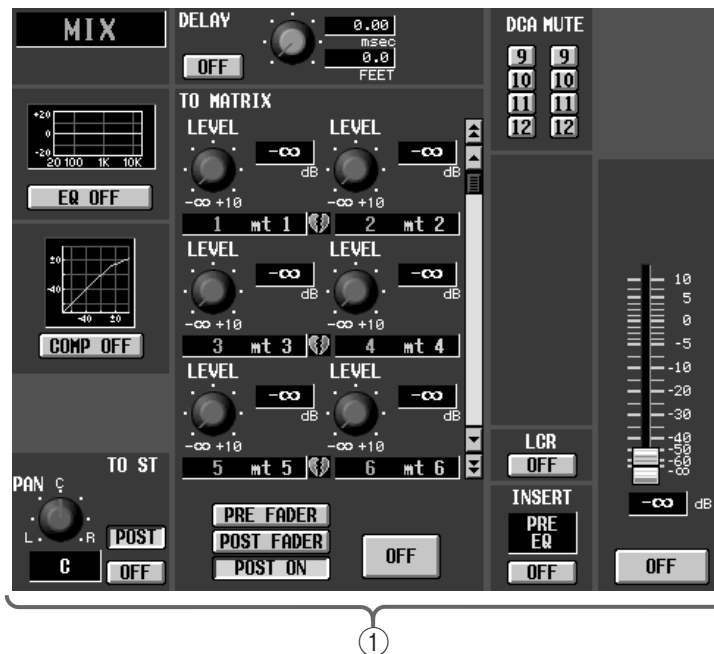 MIX
DELAY
0.00
msec
0.0
FEET
OFF
DCA MUTE
9 9
10 10
11 11
12 12
+20
0
-20
20 100 1K 10K
EQ OFF
±0
-40
-40 ±0
COMP OFF
TO MATRIX
LEVEL LEVEL
-∞ -∞
dB dB
-∞ +10 -∞ +10
1 mt 1 2 mt 2
LEVEL LEVEL
-∞ -∞
dB dB
-∞ +10 -∞ +10
3 mt 3 4 mt 4
LEVEL LEVEL
-∞ -∞
dB dB
-∞ +10 -∞ +10
5 mt 5 6 mt 6
TO ST
PAN C
L R
C
POST
OFF
PRE FADER
POST FADER
POST ON
OFF
LCR
OFF
INSERT
PRE
EQ
OFF
10
5
0
-5
-10
-20
-30
-40
-50
-60
-∞
-∞ dB
OFF
1